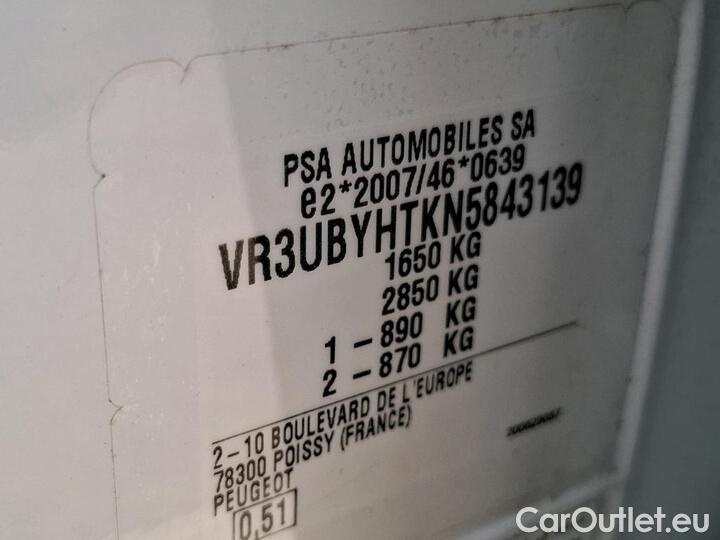 PSA AUTOMOBILES SA
e2*2007/46*0639
VR3UBYHTKN5843139
1650 KG
2850 KG
1 – 890 KG
2 – 870 KG
2–10 BOULEVARD DE L'EUROPE
78300 POISSY (FRANCE)
PEUGEOT
0,51
CarOutlet.eu